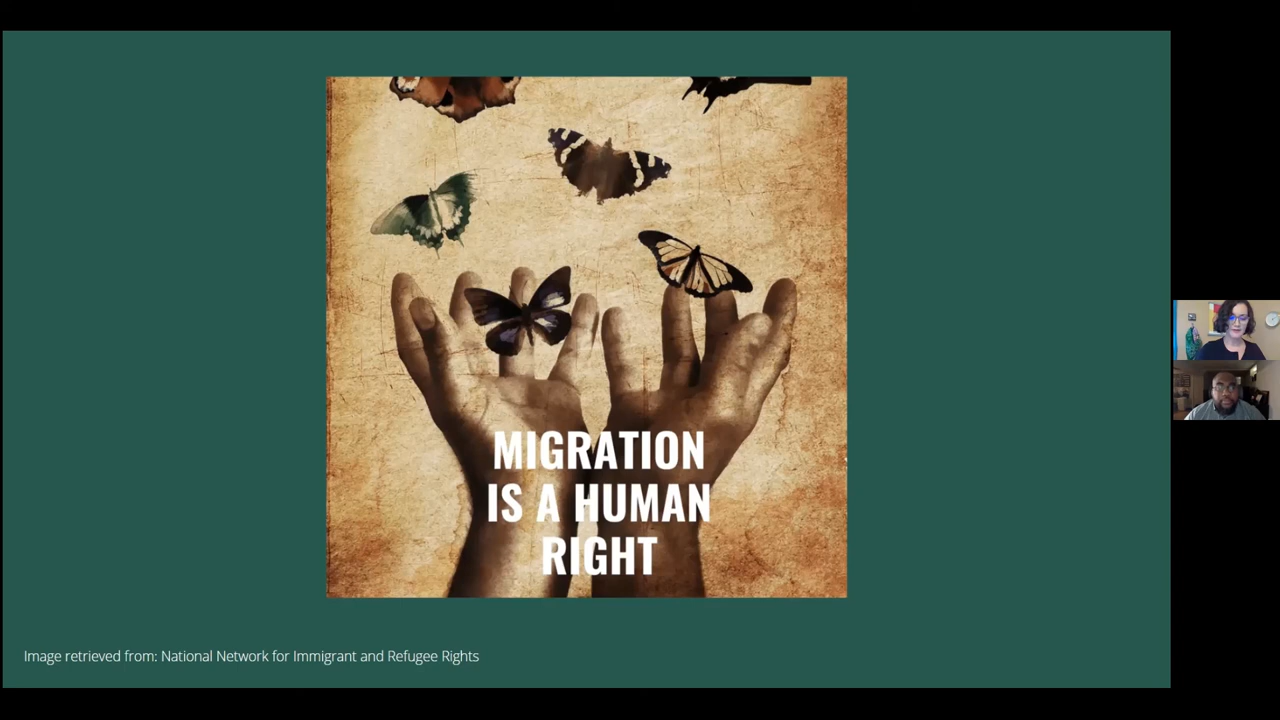 MIGRATION
IS A HUMAN
RIGHT
Image retrieved from: National Network for Immigrant and Refugee Rights